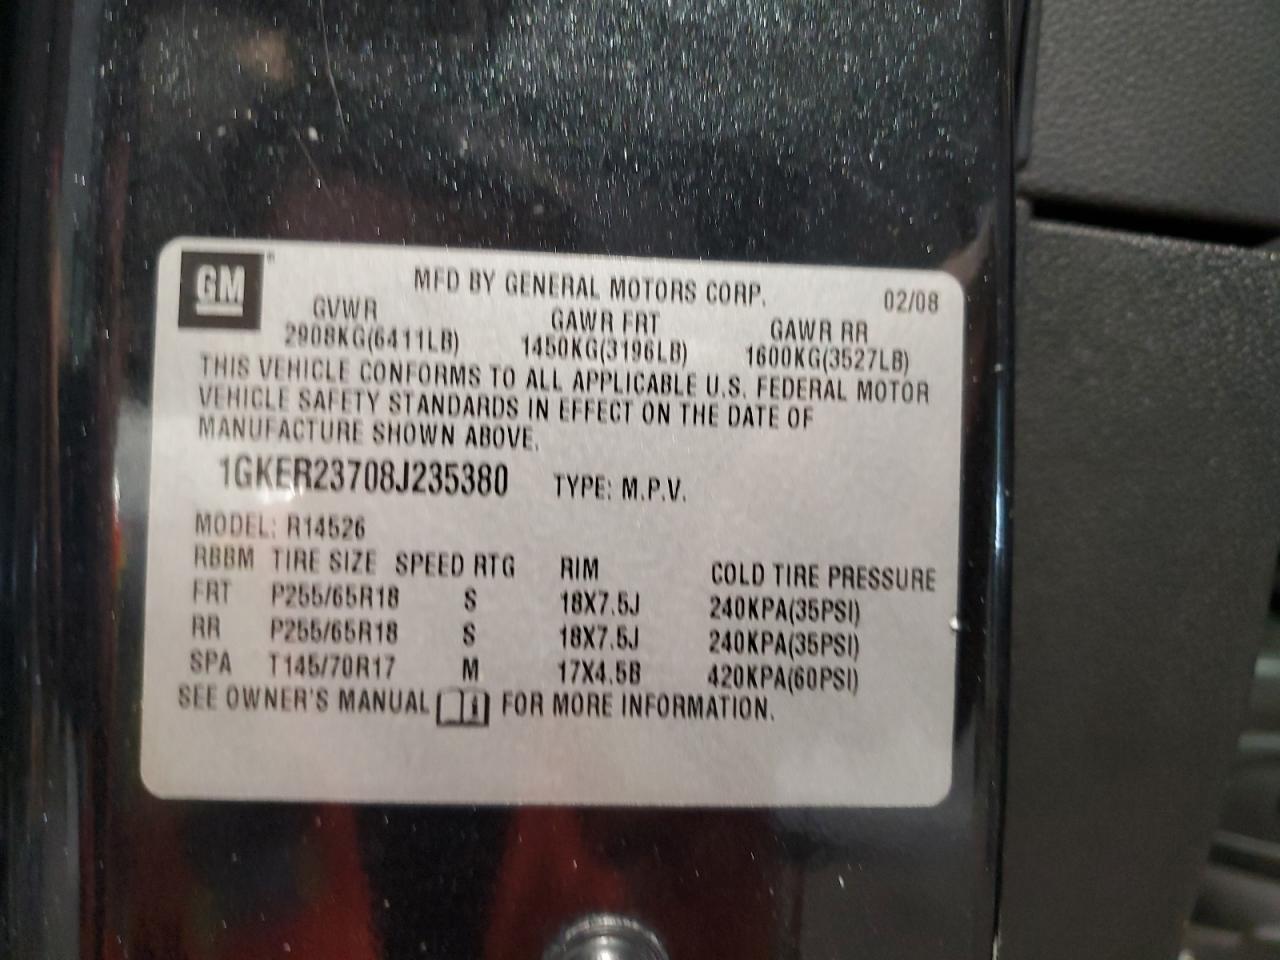 GM
MFD BY GENERAL MOTORS CORP. 02/08
GVWR GAWR FRT GAWR RR
2908KG(6411LB) 1450KG(3196LB) 1600KG(3527LB)
THIS VEHICLE CONFORMS TO ALL APPLICABLE U.S. FEDERAL MOTOR
VEHICLE SAFETY STANDARDS IN EFFECT ON THE DATE OF
MANUFACTURE SHOWN ABOVE.
1GKER23708J235380 TYPE: M.P.V.
MODEL: R14526
RBBM TIRE SIZE SPEED RTG RIM COLD TIRE PRESSURE
FRT P255/65R18 S 18X7.5J 240KPA(35PSI)
RR P255/65R18 S 18X7.5J 240KPA(35PSI)
SPA T145/70R17 M 17X4.5B 420KPA(60PSI)
SEE OWNER'S MANUAL FOR MORE INFORMATION.